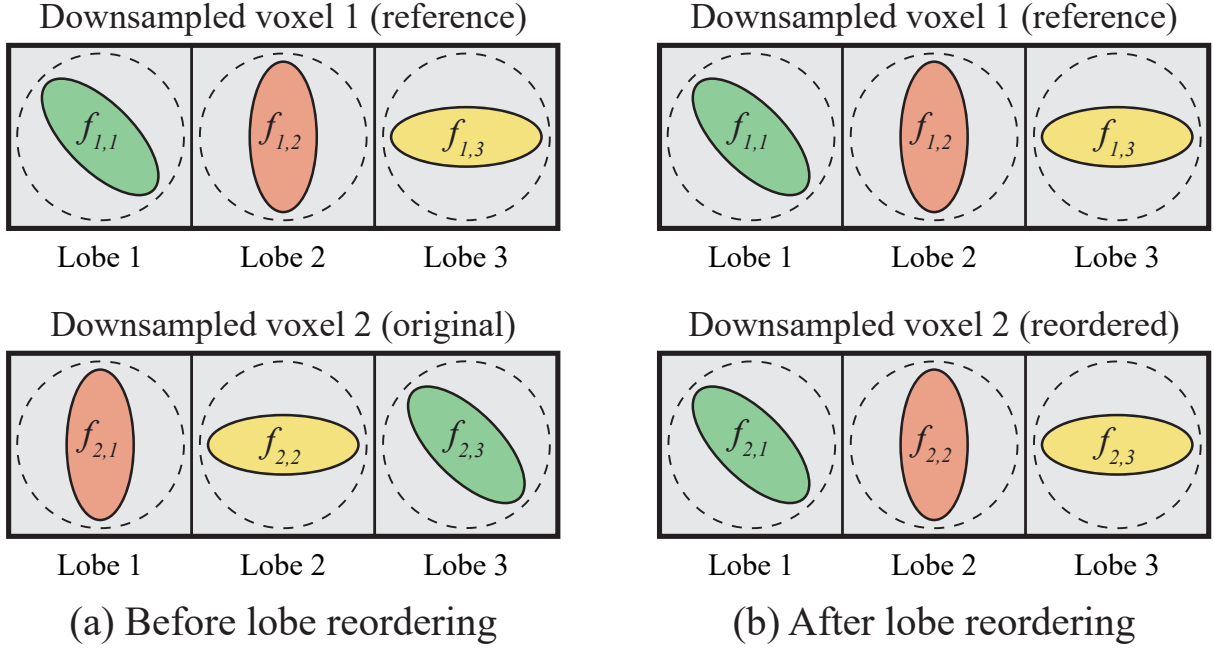 Downsampled voxel 1 (reference)
f1,1 f1,2 f1,3
Lobe 1 Lobe 2 Lobe 3
Downsampled voxel 2 (original)
f2,1 f2,2 f2,3
Lobe 1 Lobe 2 Lobe 3
(a) Before lobe reordering
Downsampled voxel 1 (reference)
f1,1 f1,2 f1,3
Lobe 1 Lobe 2 Lobe 3
Downsampled voxel 2 (reordered)
f2,1 f2,2 f2,3
Lobe 1 Lobe 2 Lobe 3
(b) After lobe reordering